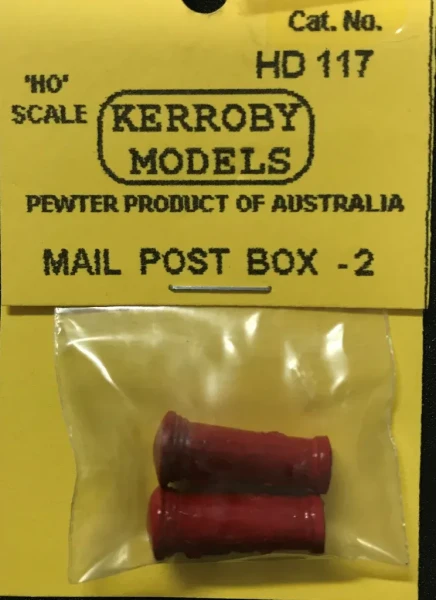 Cat. No.
HD 117
'HO'
SCALE
KERROBY
MODELS
PEWTER PRODUCT OF AUSTRALIA
MAIL POST BOX - 2